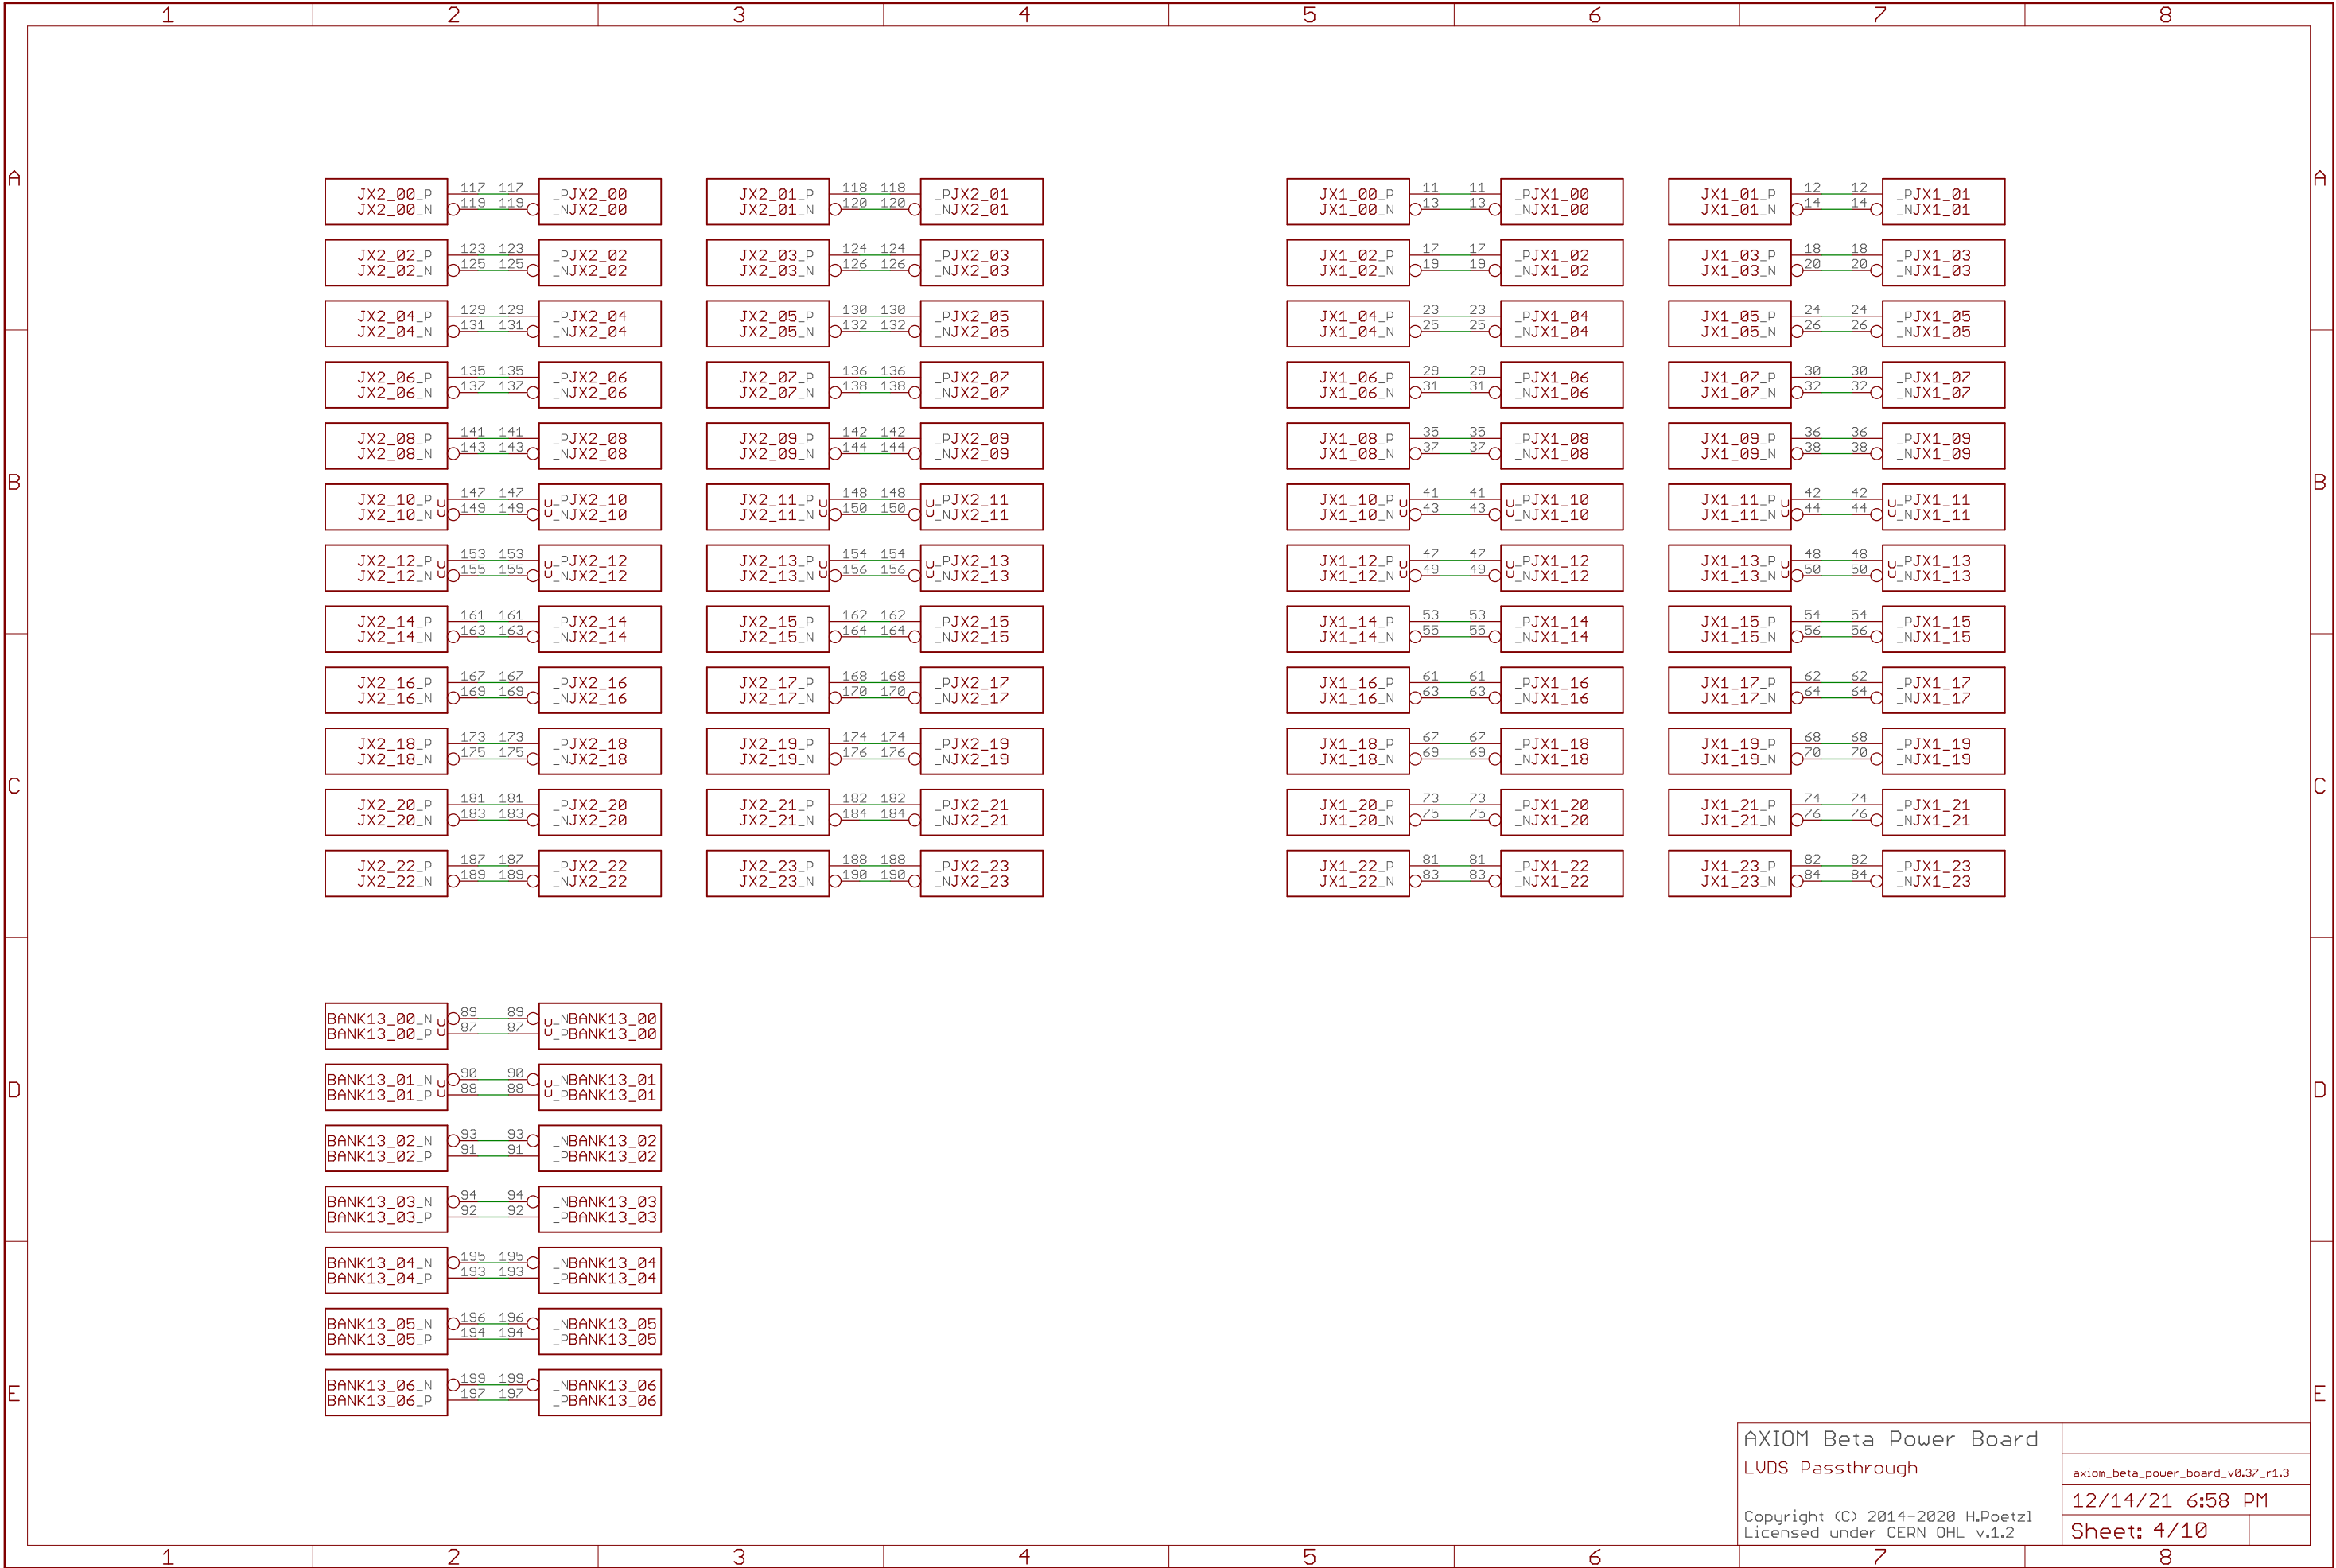 1 2 3 4 5 6 7 8
A A
JX2_00_P 117 117 _PJX2_00 JX2_01_P 118 118 _PJX2_01 JX1_00_P 11 11 _PJX1_00 JX1_01_P 12 12 _PJX1_01
JX2_00_N 119 119 _NJX2_00 JX2_01_N 120 120 _NJX2_01 JX1_00_N 13 13 _NJX1_00 JX1_01_N 14 14 _NJX1_01
JX2_02_P 123 123 _PJX2_02 JX2_03_P 124 124 _PJX2_03 JX1_02_P 17 17 _PJX1_02 JX1_03_P 18 18 _PJX1_03
JX2_02_N 125 125 _NJX2_02 JX2_03_N 126 126 _NJX2_03 JX1_02_N 19 19 _NJX1_02 JX1_03_N 20 20 _NJX1_03
JX2_04_P 129 129 _PJX2_04 JX2_05_P 130 130 _PJX2_05 JX1_04_P 23 23 _PJX1_04 JX1_05_P 24 24 _PJX1_05
JX2_04_N 131 131 _NJX2_04 JX2_05_N 132 132 _NJX2_05 JX1_04_N 25 25 _NJX1_04 JX1_05_N 26 26 _NJX1_05
JX2_06_P 135 135 _PJX2_06 JX2_07_P 136 136 _PJX2_07 JX1_06_P 29 29 _PJX1_06 JX1_07_P 30 30 _PJX1_07
JX2_06_N 137 137 _NJX2_06 JX2_07_N 138 138 _NJX2_07 JX1_06_N 31 31 _NJX1_06 JX1_07_N 32 32 _NJX1_07
JX2_08_P 141 141 _PJX2_08 JX2_09_P 142 142 _PJX2_09 JX1_08_P 35 35 _PJX1_08 JX1_09_P 36 36 _PJX1_09
JX2_08_N 143 143 _NJX2_08 JX2_09_N 144 144 _NJX2_09 JX1_08_N 37 37 _NJX1_08 JX1_09_N 38 38 _NJX1_09
B B
JX2_10_P UC 147 147 UC _PJX2_10 JX2_11_P UC 148 148 UC _PJX2_11 JX1_10_P UC 41 41 UC _PJX1_10 JX1_11_P UC 42 42 UC _PJX1_11
JX2_10_N 149 149 _NJX2_10 JX2_11_N 150 150 _NJX2_11 JX1_10_N 43 43 _NJX1_10 JX1_11_N 44 44 _NJX1_11
JX2_12_P UC 153 153 UC _PJX2_12 JX2_13_P UC 154 154 UC _PJX2_13 JX1_12_P UC 47 47 UC _PJX1_12 JX1_13_P UC 48 48 UC _PJX1_13
JX2_12_N 155 155 _NJX2_12 JX2_13_N 156 156 _NJX2_13 JX1_12_N 49 49 _NJX1_12 JX1_13_N 50 50 _NJX1_13
JX2_14_P 161 161 _PJX2_14 JX2_15_P 162 162 _PJX2_15 JX1_14_P 53 53 _PJX1_14 JX1_15_P 54 54 _PJX1_15
JX2_14_N 163 163 _NJX2_14 JX2_15_N 164 164 _NJX2_15 JX1_14_N 55 55 _NJX1_14 JX1_15_N 56 56 _NJX1_15
JX2_16_P 167 167 _PJX2_16 JX2_17_P 168 168 _PJX2_17 JX1_16_P 61 61 _PJX1_16 JX1_17_P 62 62 _PJX1_17
JX2_16_N 169 169 _NJX2_16 JX2_17_N 170 170 _NJX2_17 JX1_16_N 63 63 _NJX1_16 JX1_17_N 64 64 _NJX1_17
JX2_18_P 173 173 _PJX2_18 JX2_19_P 174 174 _PJX2_19 JX1_18_P 67 67 _PJX1_18 JX1_19_P 68 68 _PJX1_19
JX2_18_N 175 175 _NJX2_18 JX2_19_N 176 176 _NJX2_19 JX1_18_N 69 69 _NJX1_18 JX1_19_N 70 70 _NJX1_19
C C
JX2_20_P 181 181 _PJX2_20 JX2_21_P 182 182 _PJX2_21 JX1_20_P 73 73 _PJX1_20 JX1_21_P 74 74 _PJX1_21
JX2_20_N 183 183 _NJX2_20 JX2_21_N 184 184 _NJX2_21 JX1_20_N 75 75 _NJX1_20 JX1_21_N 76 76 _NJX1_21
JX2_22_P 187 187 _PJX2_22 JX2_23_P 188 188 _PJX2_23 JX1_22_P 81 81 _PJX1_22 JX1_23_P 82 82 _PJX1_23
JX2_22_N 189 189 _NJX2_22 JX2_23_N 190 190 _NJX2_23 JX1_22_N 83 83 _NJX1_22 JX1_23_N 84 84 _NJX1_23
BANK13_00_N UC 89 89 UC _NBANK13_00
BANK13_00_P 87 87 _PBANK13_00
BANK13_01_N UC 90 90 UC _NBANK13_01
D D
BANK13_01_P 88 88 _PBANK13_01
BANK13_02_N 93 93 _NBANK13_02
BANK13_02_P 91 91 _PBANK13_02
BANK13_03_N 94 94 _NBANK13_03
BANK13_03_P 92 92 _PBANK13_03
BANK13_04_N 195 195 _NBANK13_04
BANK13_04_P 193 193 _PBANK13_04
BANK13_05_N 196 196 _NBANK13_05
BANK13_05_P 194 194 _PBANK13_05
BANK13_06_N 199 199 _NBANK13_06
E E
BANK13_06_P 197 197 _PBANK13_06
AXIOM Beta Power Board
LVDS Passthrough
axiom_beta_power_board_v0.37_r1.3
12/14/21 6:58 PM
Copyright (C) 2014-2020 H.Poetzl
Licensed under CERN OHL v.1.2
Sheet: 4/10
1 2 3 4 5 6 7 8